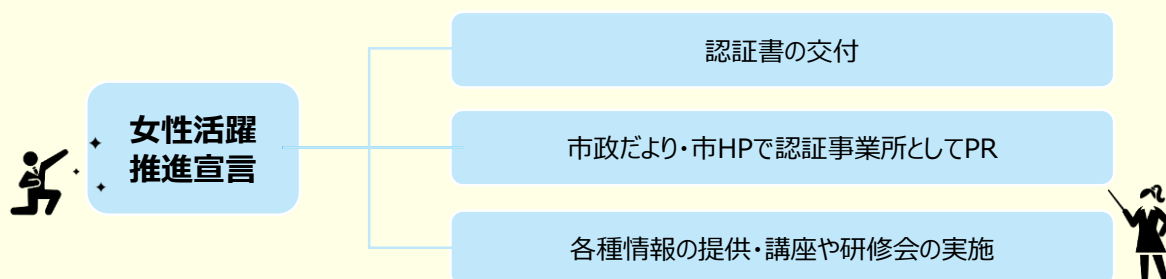 女性活躍
推進宣言
認証書の交付
市政だより・市HPで認証事業所としてPR
各種情報の提供・講座や研修会の実施